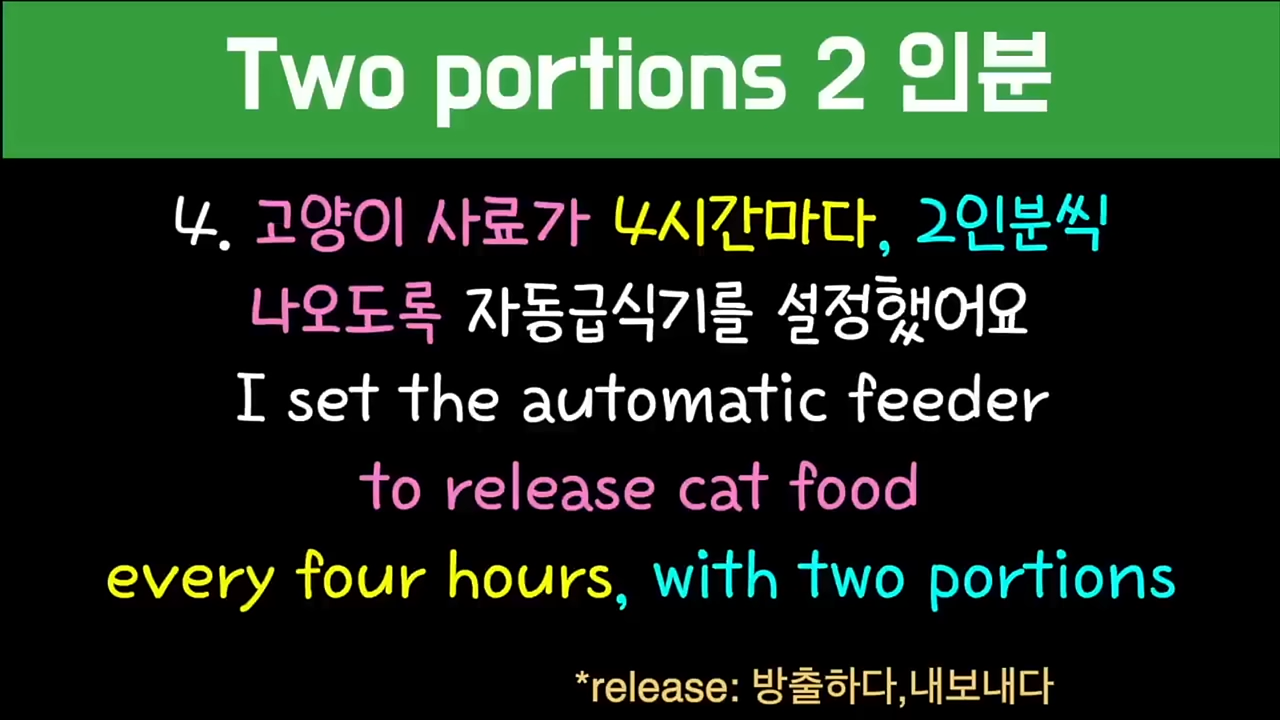 Two portions 2 인분
4. 고양이 사료가 4시간마다, 2인분씩
나오도록 자동급식기를 설정했어요
I set the automatic feeder
to release cat food
every four hours, with two portions
*release: 방출하다,내보내다